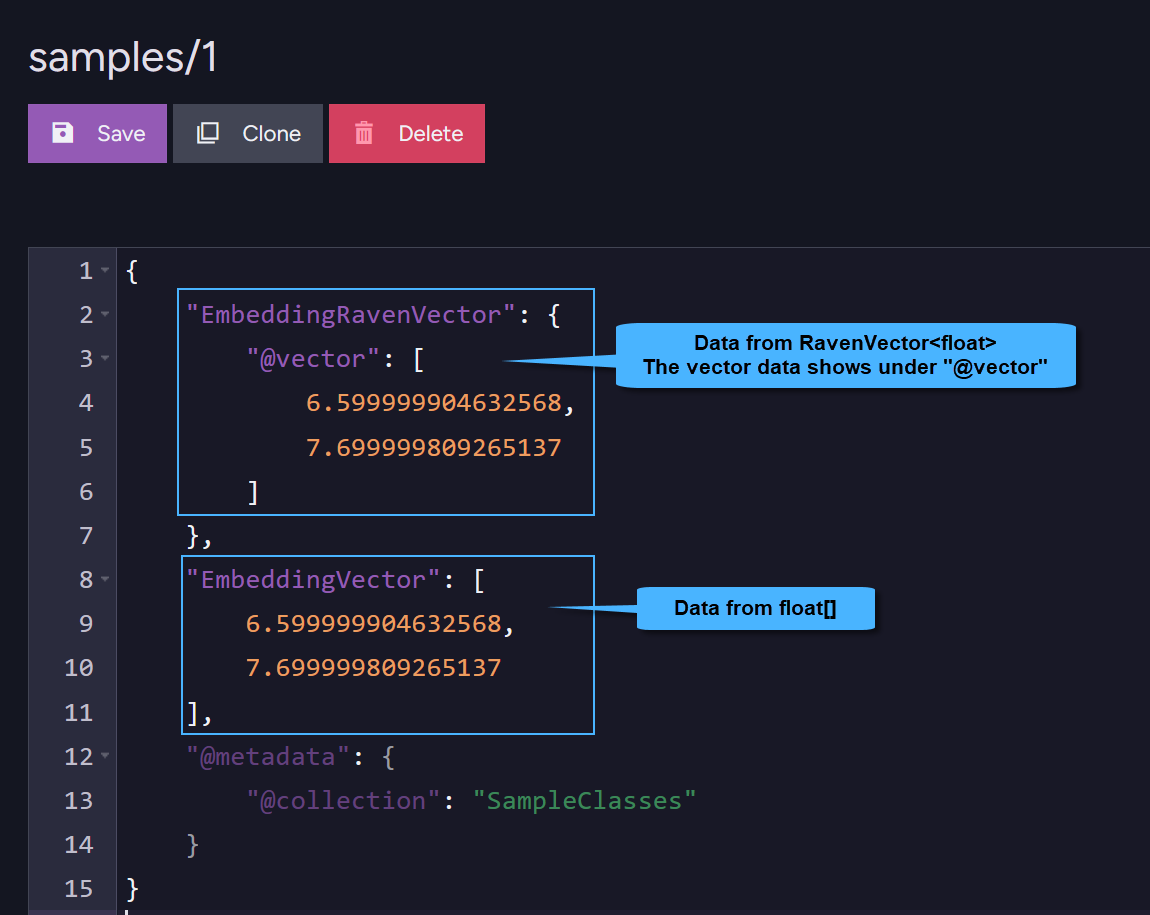 samples/1
Save Clone Delete
1 {
2 "EmbeddingRavenVector": {
3 "@vector": [
Data from RavenVector<float>
The vector data shows under "@vector"
4 6.599999904632568,
5 7.699999809265137
6 ]
7 },
8 "EmbeddingVector": [
Data from float[]
9 6.599999904632568,
10 7.699999809265137
11 ],
12 "@metadata": {
13 "@collection": "SampleClasses"
14 }
15 }